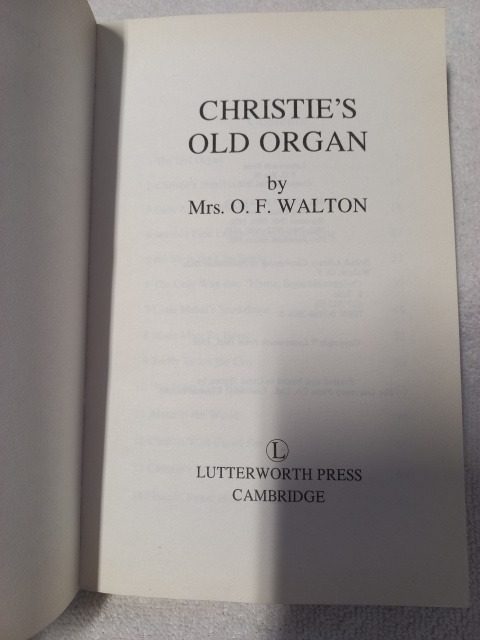 CHRISTIE'S
OLD ORGAN
by
Mrs. O. F. WALTON
L
LUTTERWORTH PRESS
CAMBRIDGE